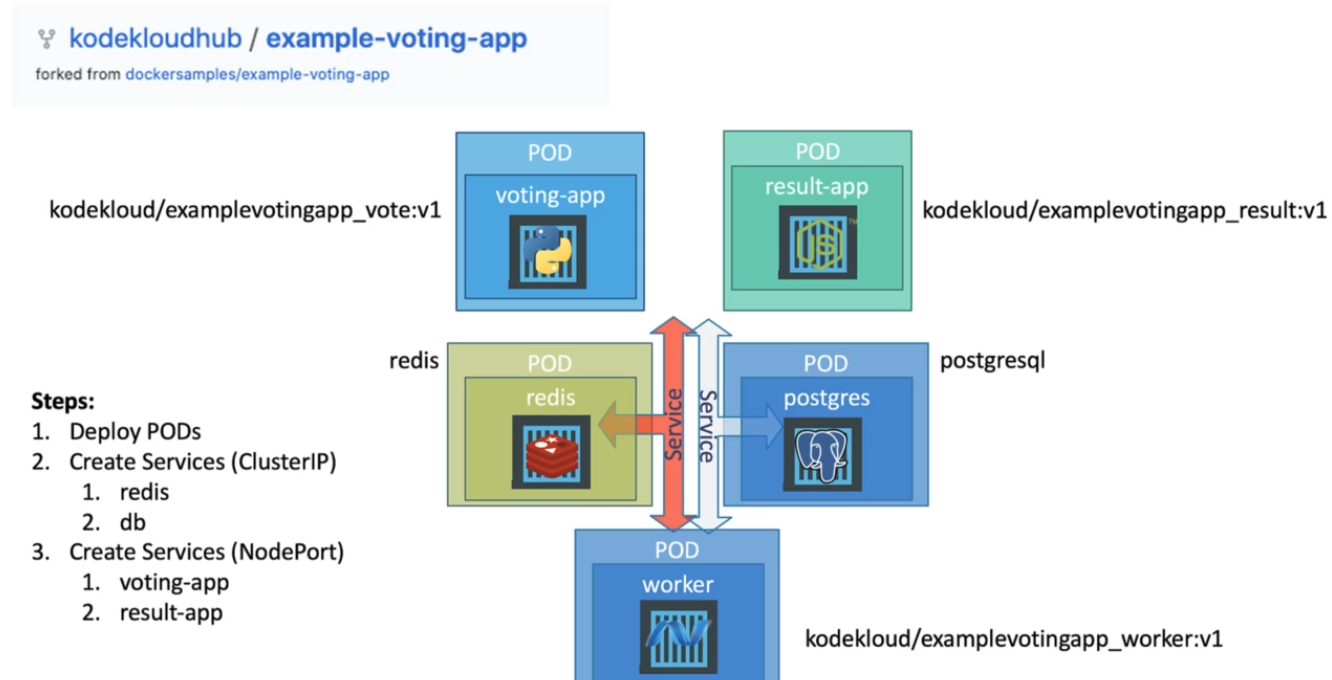 kodekloudhub / example-voting-app
forked from dockersamples/example-voting-app
POD
voting-app
kodekloud/examplevotingapp_vote:v1
POD
result-app
JS
TM
kodekloud/examplevotingapp_result:v1
redis
POD
redis
Service
Service
POD
postgres
postgresql
Steps:
1. Deploy PODs
2. Create Services (ClusterIP)
1. redis
2. db
3. Create Services (NodePort)
1. voting-app
2. result-app
POD
worker
kodekloud/examplevotingapp_worker:v1